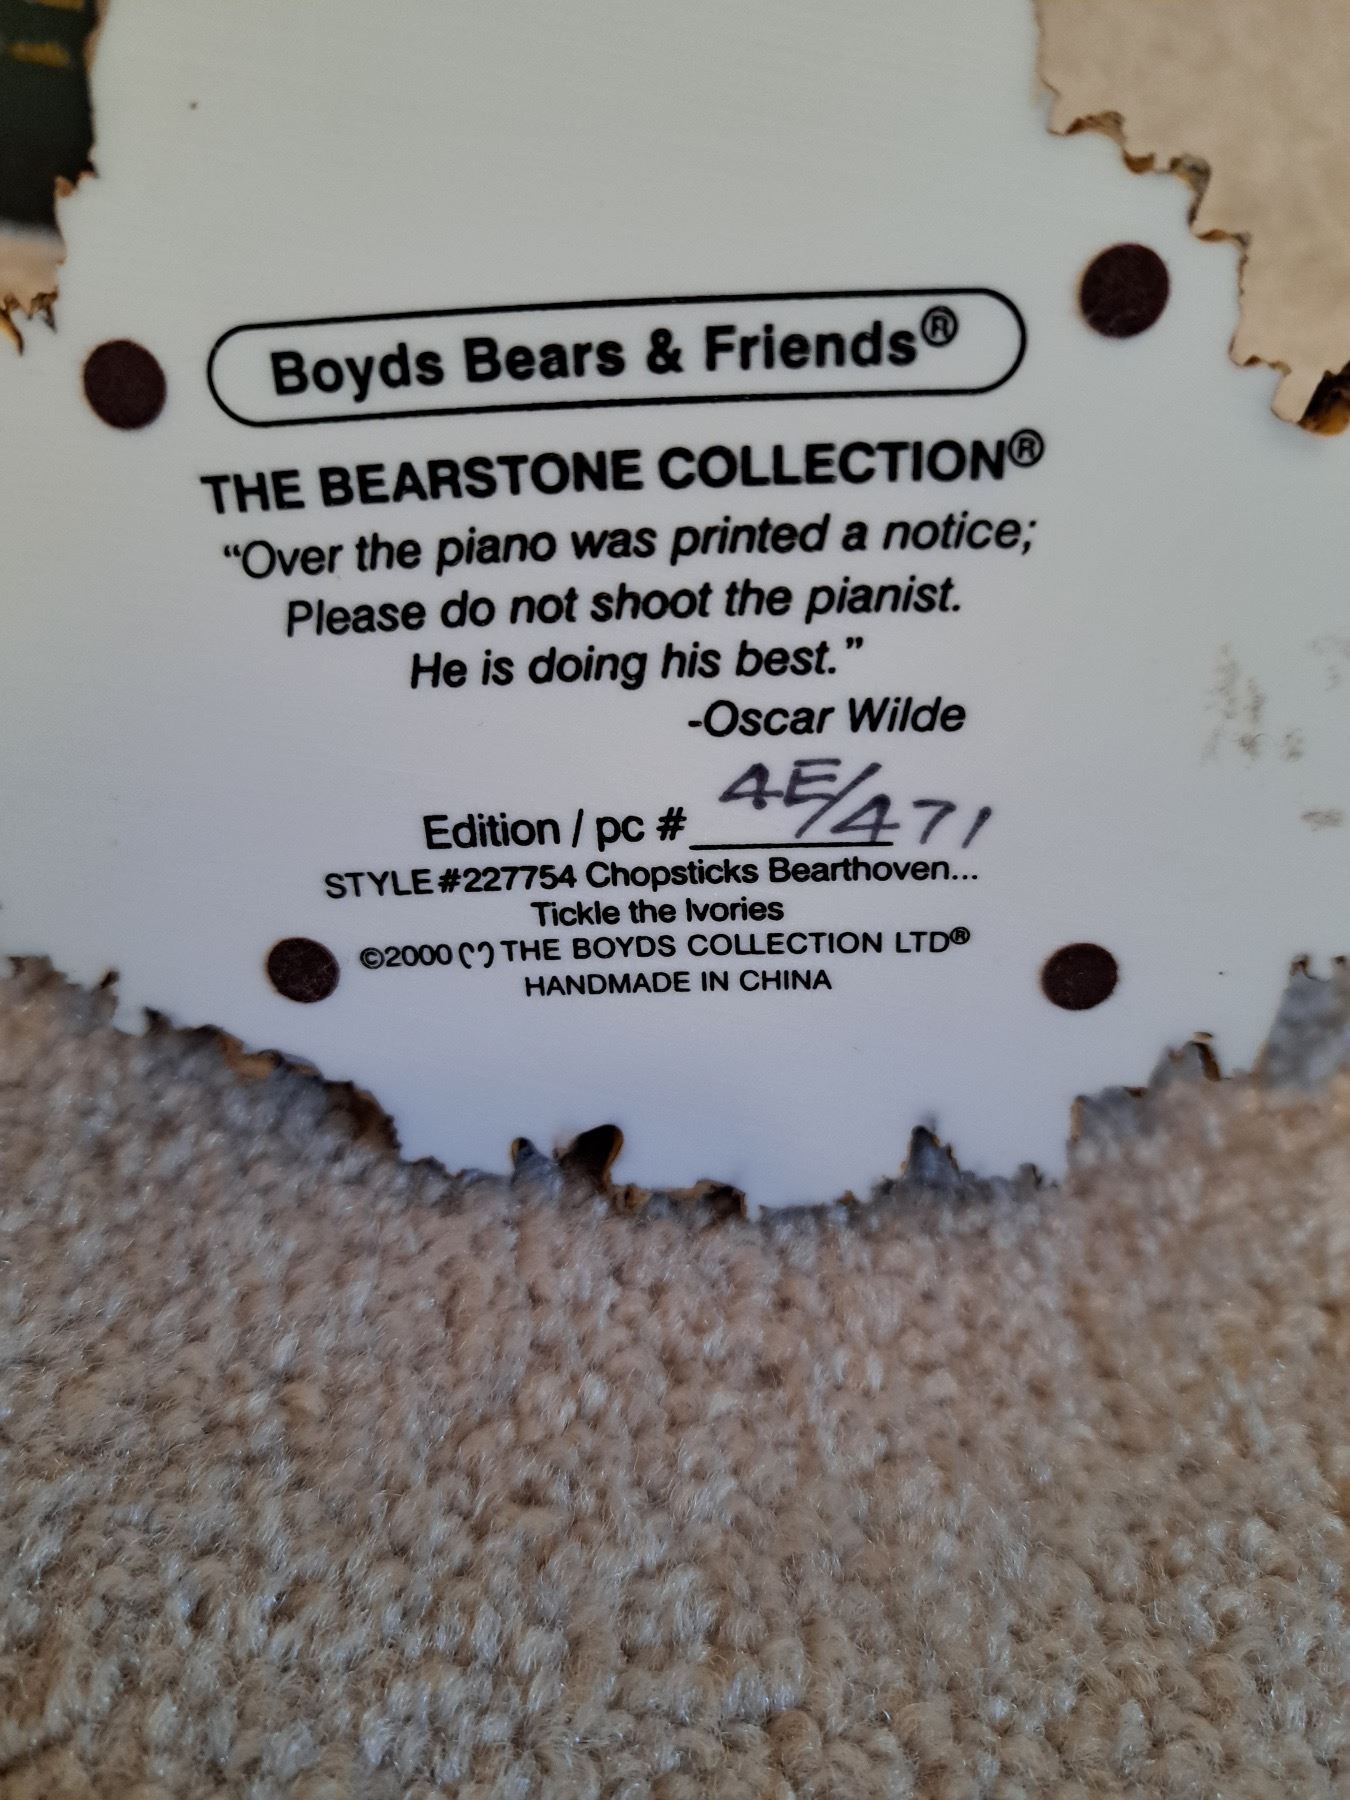 Boyds Bears & Friends®
THE BEARSTONE COLLECTION®
“Over the piano was printed a notice;
Please do not shoot the pianist.
He is doing his best.”
-Oscar Wilde
Edition / pc # 4E/471
STYLE#227754 Chopsticks Bearthoven...
Tickle the Ivories
©2000 (") THE BOYDS COLLECTION LTD®
HANDMADE IN CHINA